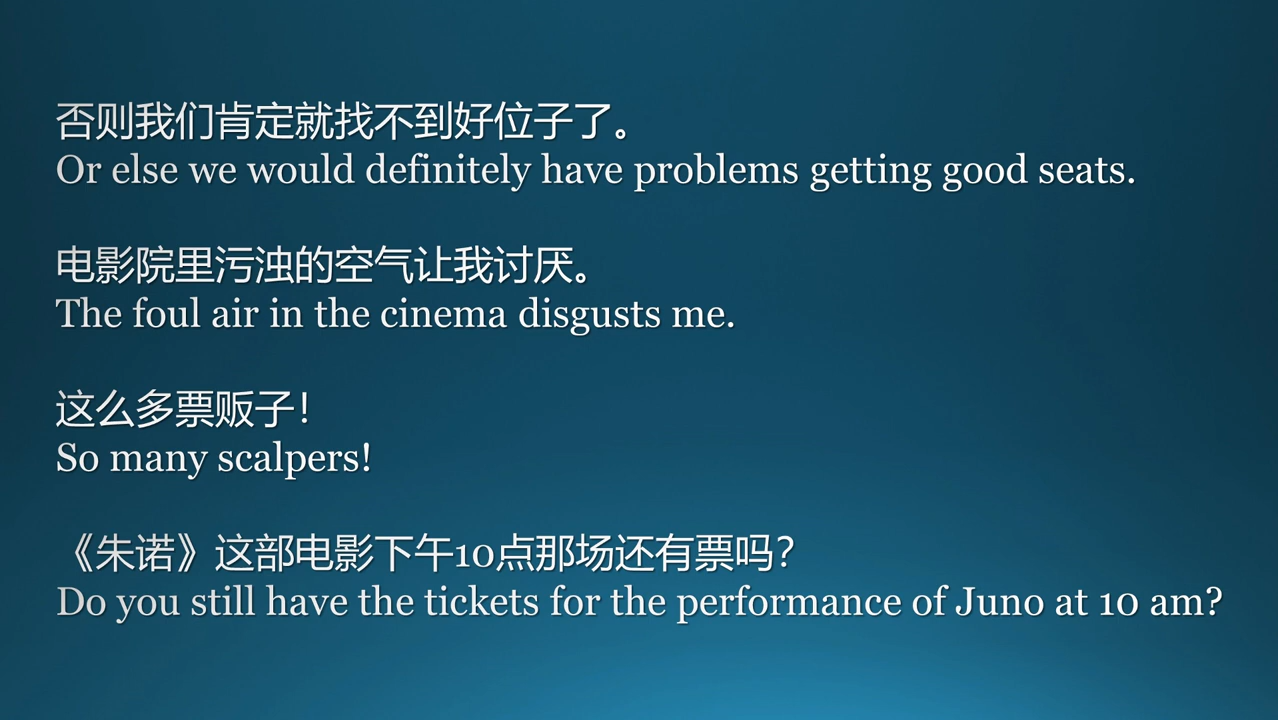 否则我们肯定就找不到好位子了。
Or else we would definitely have problems getting good seats.
电影院里污浊的空气让我讨厌。
The foul air in the cinema disgusts me.
这么多票贩子！
So many scalpers!
《朱诺》这部电影下午10点那场还有票吗？
Do you still have the tickets for the performance of Juno at 10 am?